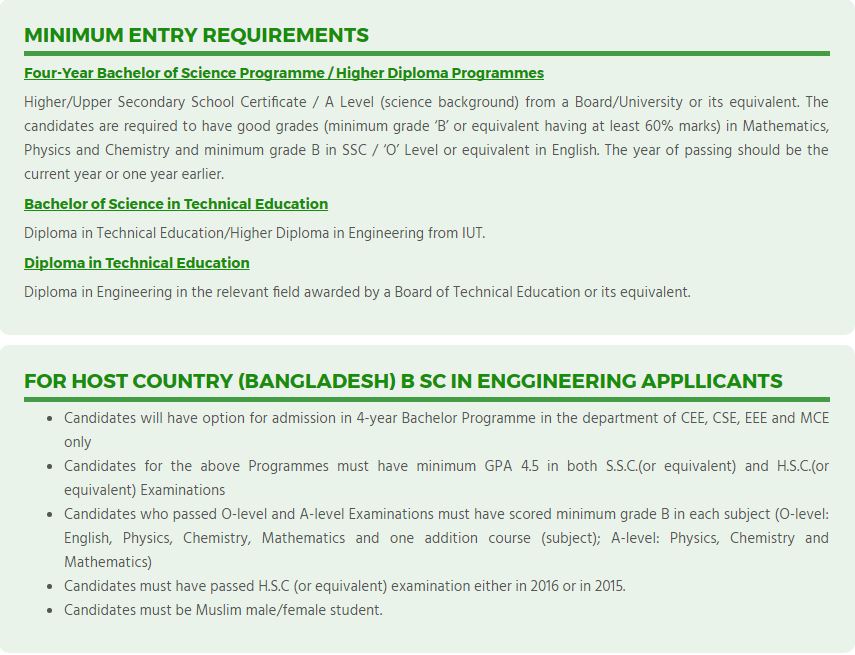 MINIMUM ENTRY REQUIREMENTS
Four-Year Bachelor of Science Programme / Higher Diploma Programmes
Higher/Upper Secondary School Certificate / A Level (science background) from a Board/University or its equivalent. The
candidates are required to have good grades (minimum grade ‘B’ or equivalent having at least 60% marks) in Mathematics,
Physics and Chemistry and minimum grade B in SSC / ‘O’ Level or equivalent in English. The year of passing should be the
current year or one year earlier.
Bachelor of Science in Technical Education
Diploma in Technical Education/Higher Diploma in Engineering from IUT.
Diploma in Technical Education
Diploma in Engineering in the relevant field awarded by a Board of Technical Education or its equivalent.
FOR HOST COUNTRY (BANGLADESH) B SC IN ENGGINEERING APPLLICANTS
• Candidates will have option for admission in 4-year Bachelor Programme in the department of CEE, CSE, EEE and MCE
only
• Candidates for the above Programmes must have minimum GPA 4.5 in both S.S.C.(or equivalent) and H.S.C.(or
equivalent) Examinations
• Candidates who passed O-level and A-level Examinations must have scored minimum grade B in each subject (O-level:
English, Physics, Chemistry, Mathematics and one addition course (subject); A-level: Physics, Chemistry and
Mathematics)
• Candidates must have passed H.S.C (or equivalent) examination either in 2016 or in 2015.
• Candidates must be Muslim male/female student.